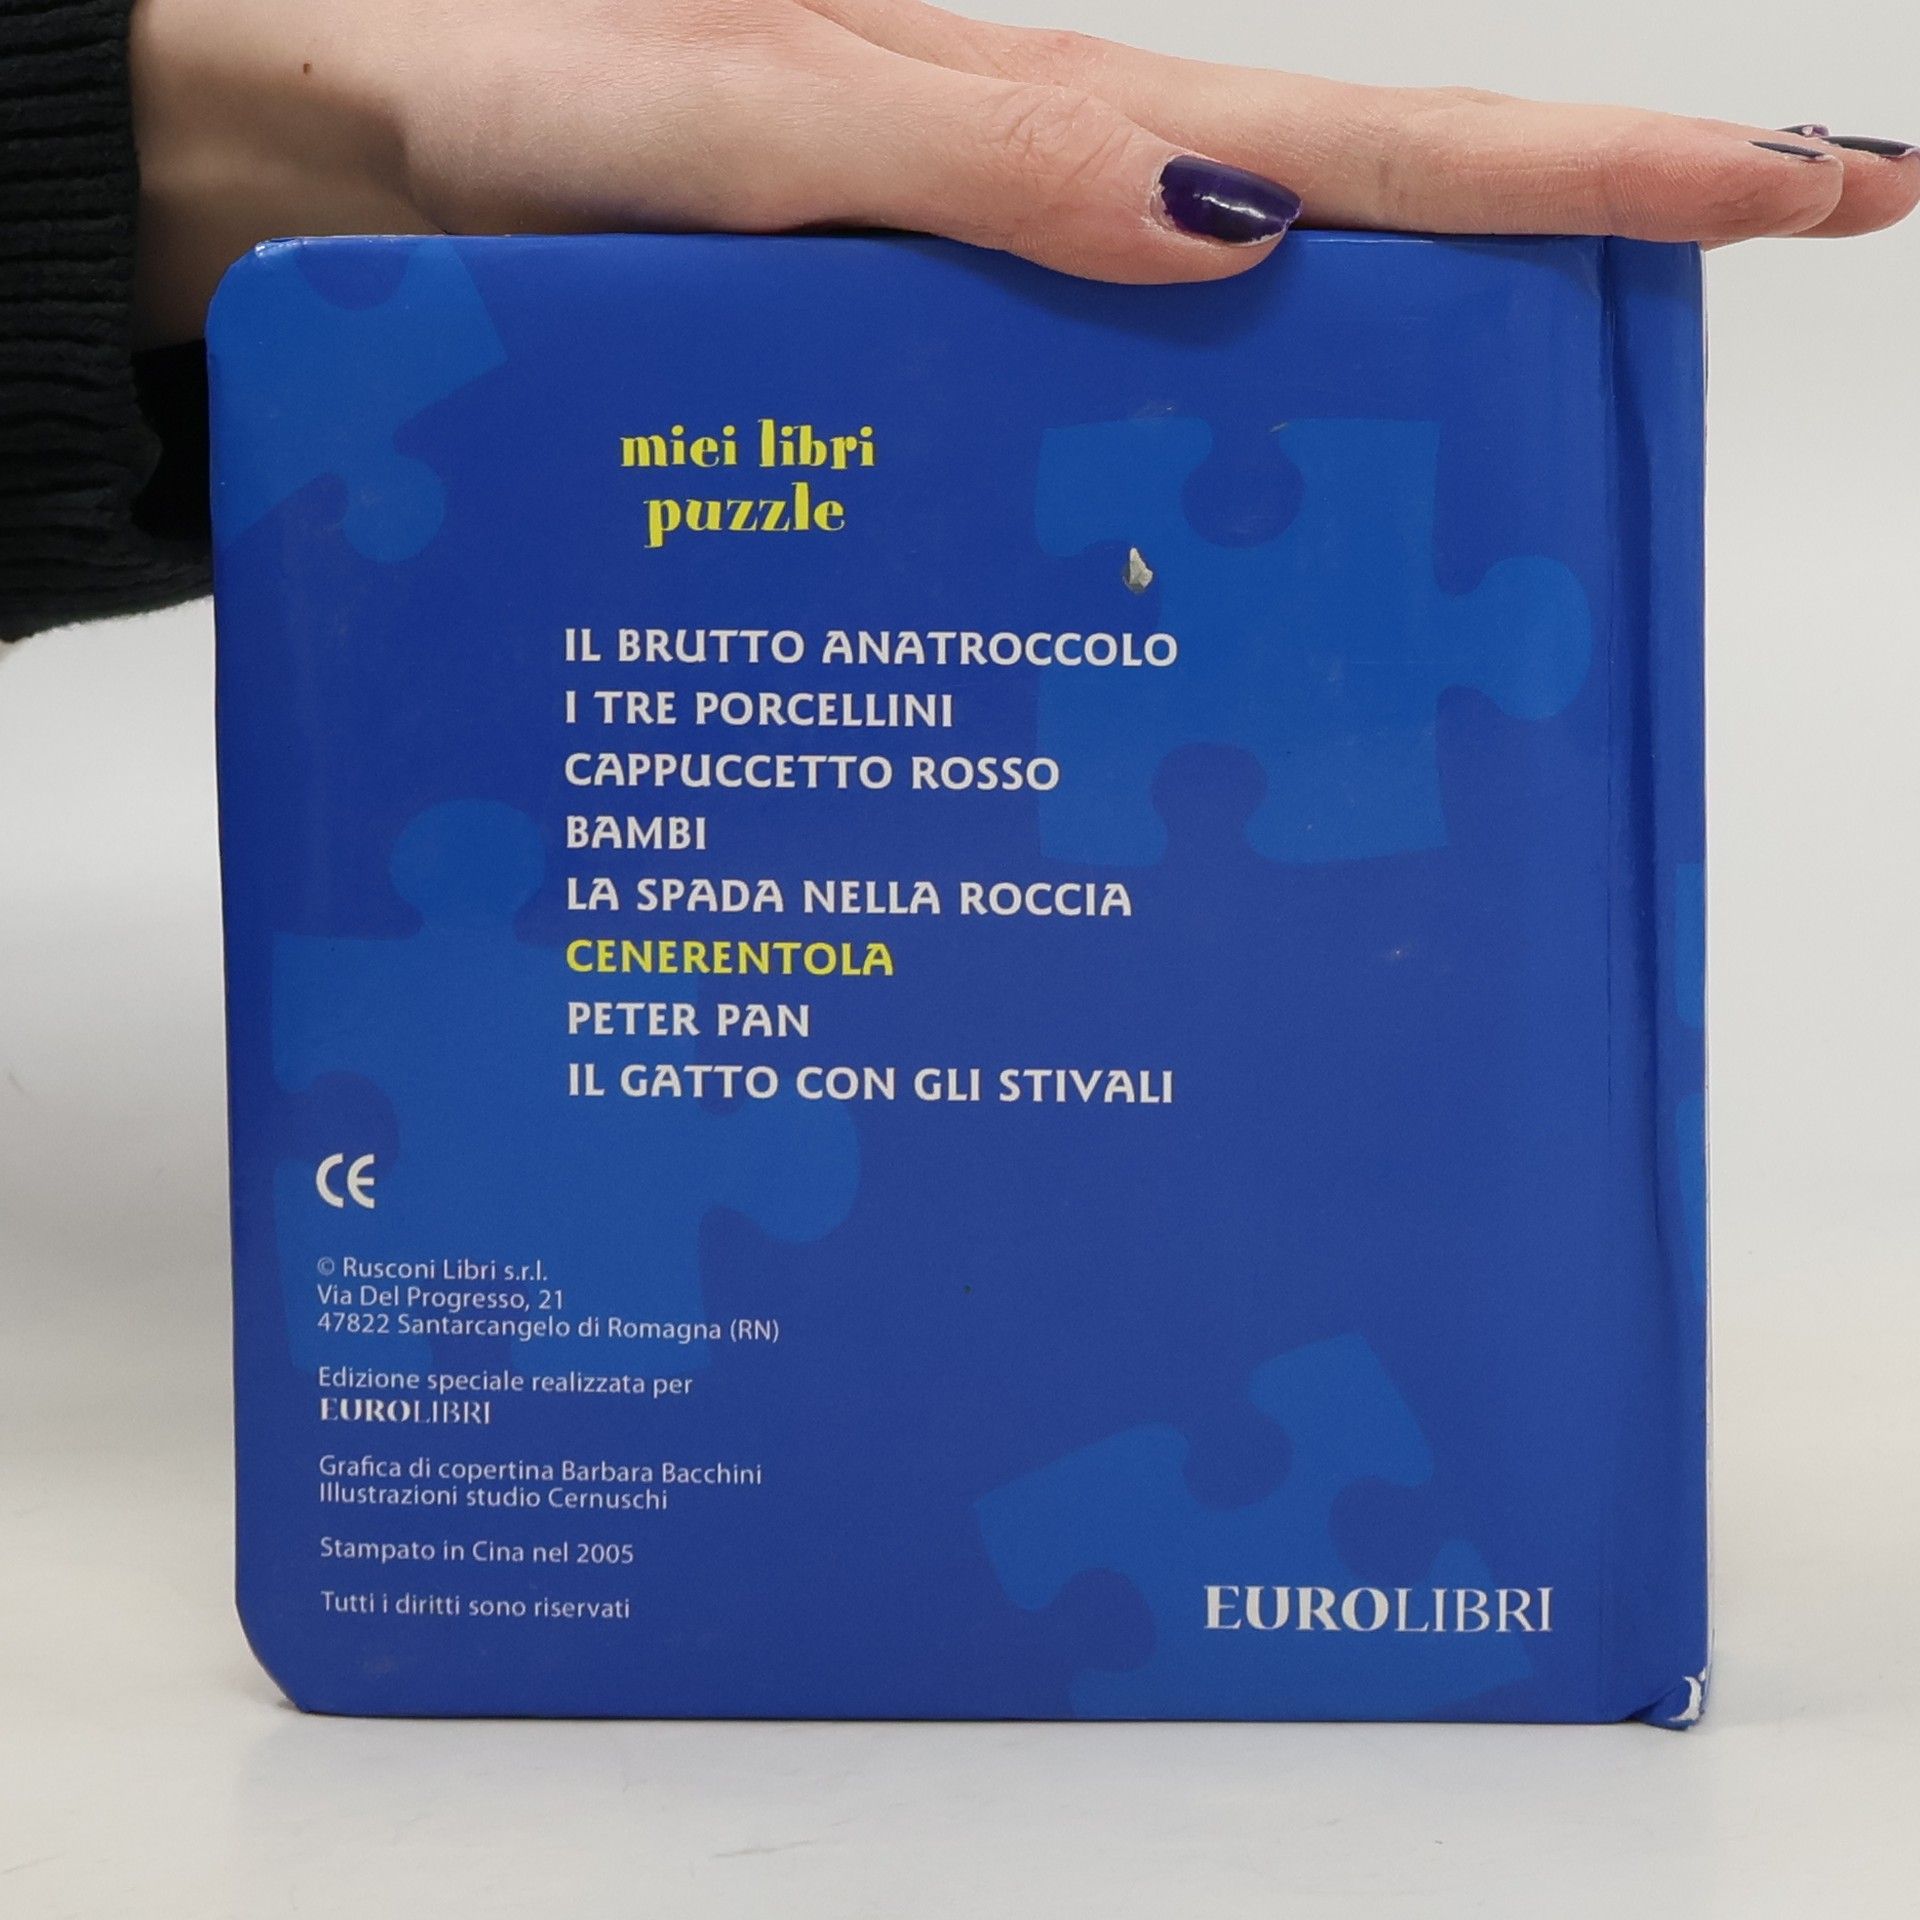 miei libri
puzzle
IL BRUTTO ANATROCCOLO
I TRE PORCELLINI
CAPPUCCETTO ROSSO
BAMBI
LA SPADA NELLA ROCCIA
CENERENTOLA
PETER PAN
IL GATTO CON GLI STIVALI
CE
© Rusconi Libri s.r.l.
Via Del Progresso, 21
47822 Santarcangelo di Romagna (RN)
Edizione speciale realizzata per
EUROLIBRI
Grafica di copertina Barbara Bacchini
Illustrazioni studio Cernuschi
Stampato in Cina nel 2005
Tutti i diritti sono riservati
EUROLIBRI